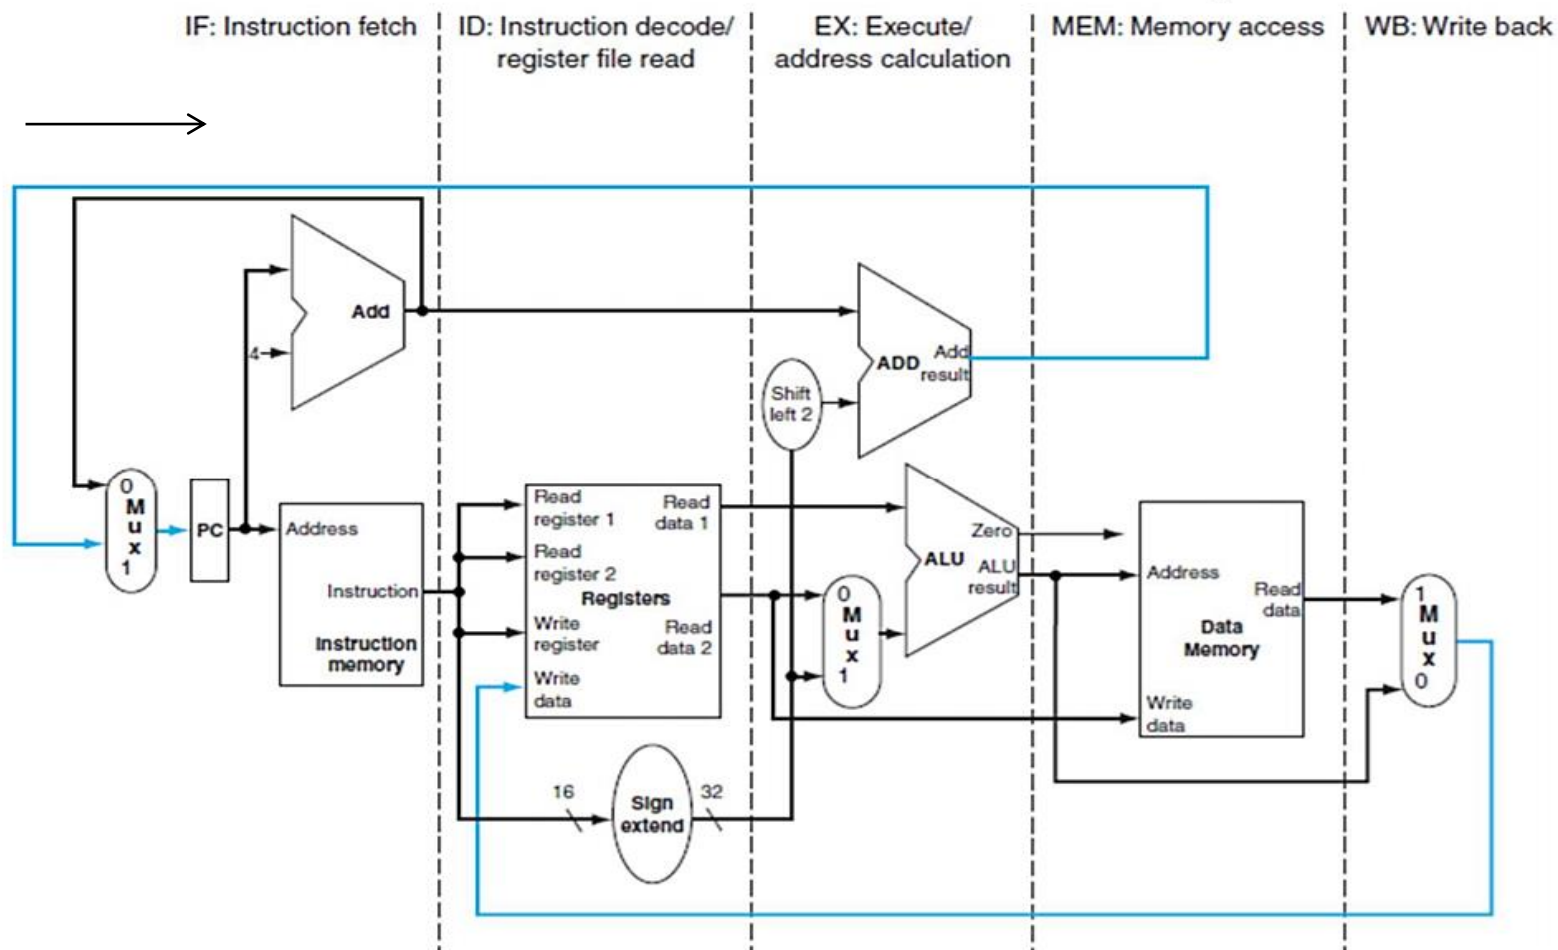 IF: Instruction fetch
ID: Instruction decode/
register file read
EX: Execute/
address calculation
MEM: Memory access
WB: Write back
Add
4
ADD
Add
result
Shift
left 2
0
M
u
x
1
PC
Address
Instruction
Instruction
memory
Read
register 1
Read
register 2
Registers
Write
register
Write
data
Read
data 1
Read
data 2
0
M
u
x
1
Zero
ALU
ALU
result
Address
Read
data
Data
Memory
Write
data
1
M
u
x
0
16
Sign
extend
32